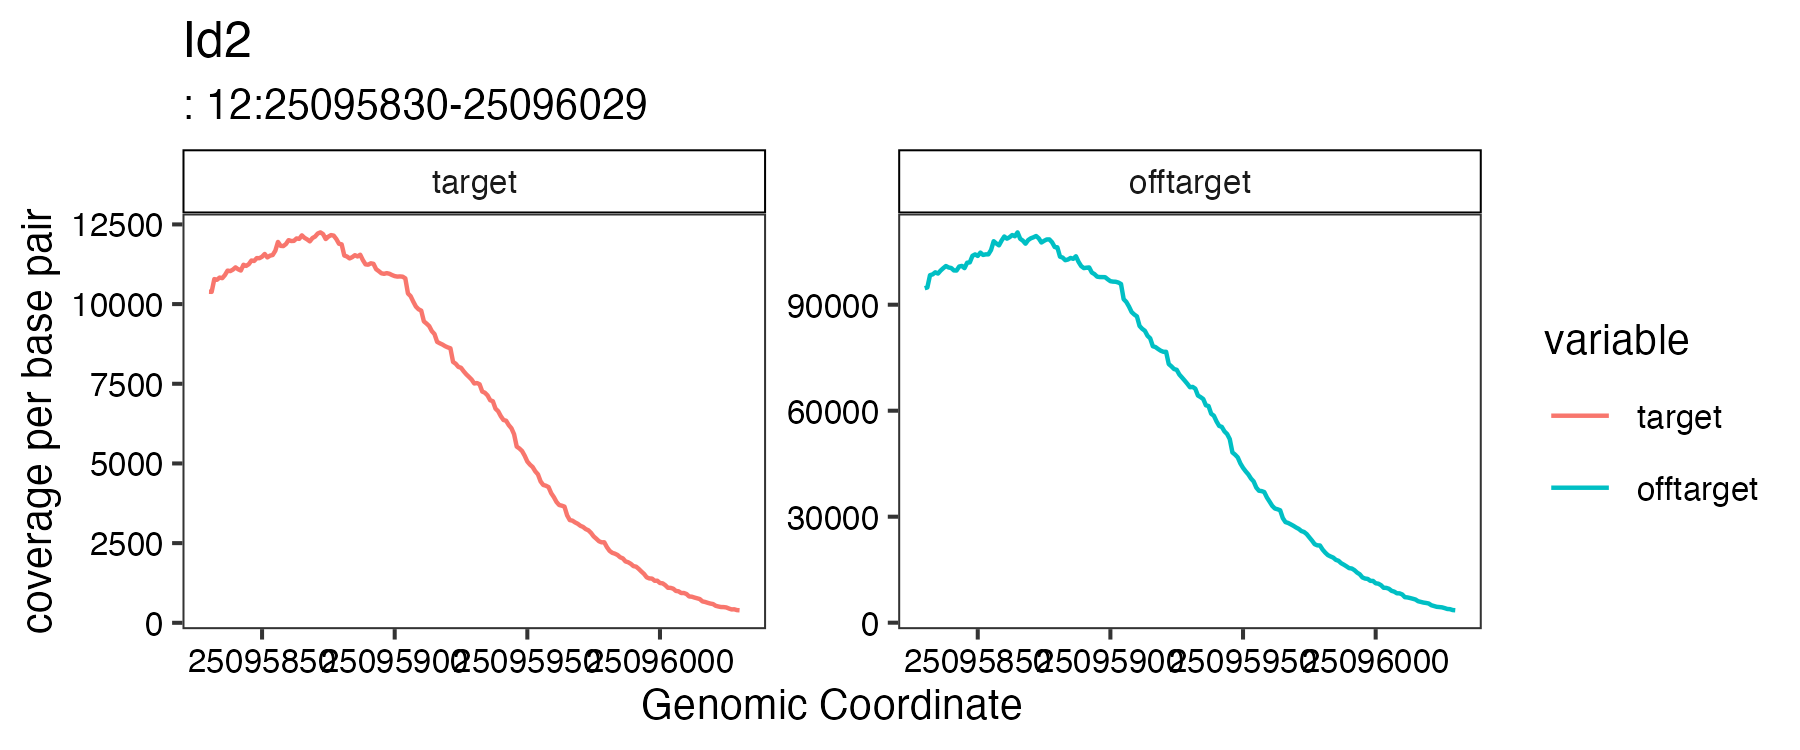 Id2
: 12:25095830-25096029
target
offtarget
coverage per base pair
12500
10000
7500
5000
2500
0
90000
60000
30000
0
25095850 25095900 25095950 25096000
25095850 25095900 25095950 25096000
Genomic Coordinate
variable
target
offtarget